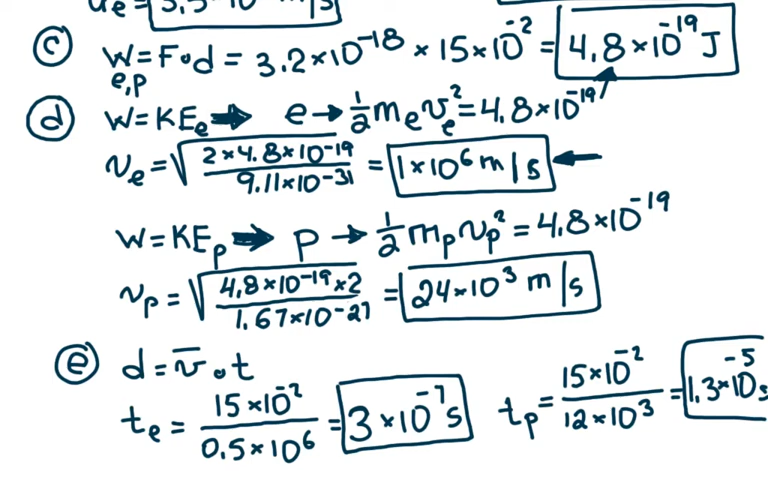 = 3.5×10 m/s
(c) W = F•d = 3.2×10⁻¹⁸ × 15×10⁻² = 4.8×10⁻¹⁹ J
e,p
(d) W = KEₑ → e → ½mₑvₑ² = 4.8×10⁻¹⁹
vₑ = √(2×4.8×10⁻¹⁹ / 9.11×10⁻³¹) = 1×10⁶ m/s ←
W = KEₚ → P → ½mₚvₚ² = 4.8×10⁻¹⁹
vₚ = √(4.8×10⁻¹⁹×2 / 1.67×10⁻²⁷) = 24×10³ m/s
(e) d = v̄•t
tₑ = 15×10⁻² / 0.5×10⁶ = 3×10⁻⁷ s tₚ = 15×10⁻² / 12×10³ = 1.3×10⁻⁵ s